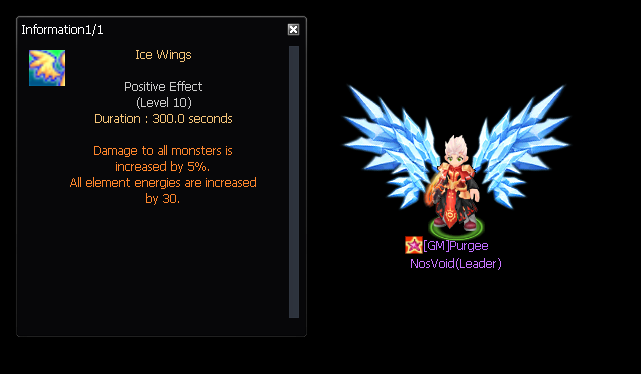 Information1/1
Ice Wings
Positive Effect
(Level 10)
Duration : 300.0 seconds
Damage to all monsters is
increased by 5%.
All element energies are increased
by 30.
[GM]Purgee
NosVoid(Leader)